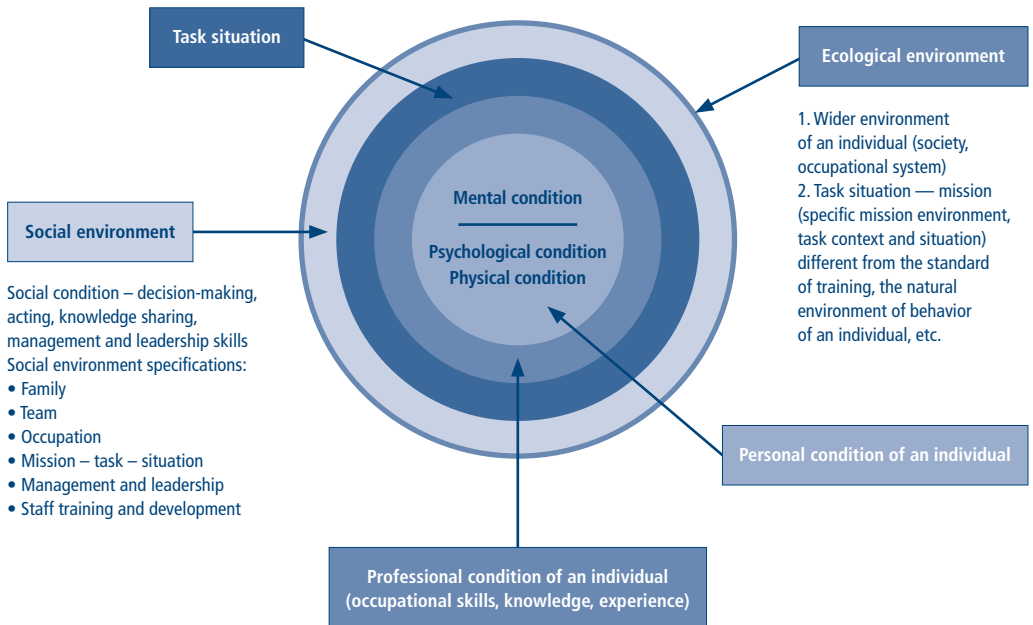 Task situation
Ecological environment
1. Wider environment
of an individual (society,
occupational system)
2. Task situation — mission
(specific mission environment,
task context and situation)
different from the standard
of training, the natural
environment of behavior
of an individual, etc.
Mental condition
Psychological condition
Physical condition
Social environment
Social condition – decision-making,
acting, knowledge sharing,
management and leadership skills
Social environment specifications:
• Family
• Team
• Occupation
• Mission – task – situation
• Management and leadership
• Staff training and development
Personal condition of an individual
Professional condition of an individual
(occupational skills, knowledge, experience)